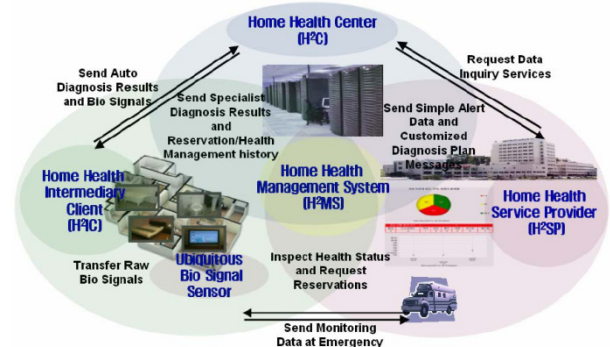 Home Health Center
(H²C)
Send Auto
Diagnosis Results
and Bio Signals
Request Data
Inquiry Services
Send Specialist
Diagnosis Results
and
Reservation/Health
Management history
Send Simple Alert
Data and
Customized
Diagnosis Plan
Messages
Home Health
Intermediary
Client
(H²IC)
Home Health
Management System
(H²MS)
Home Health
Service Provider
(H²SP)
Transfer Raw
Bio Signals
Ubiquitous
Bio Signal
Sensor
Inspect Health Status
and Request
Reservations
Send Monitoring
Data at Emergency